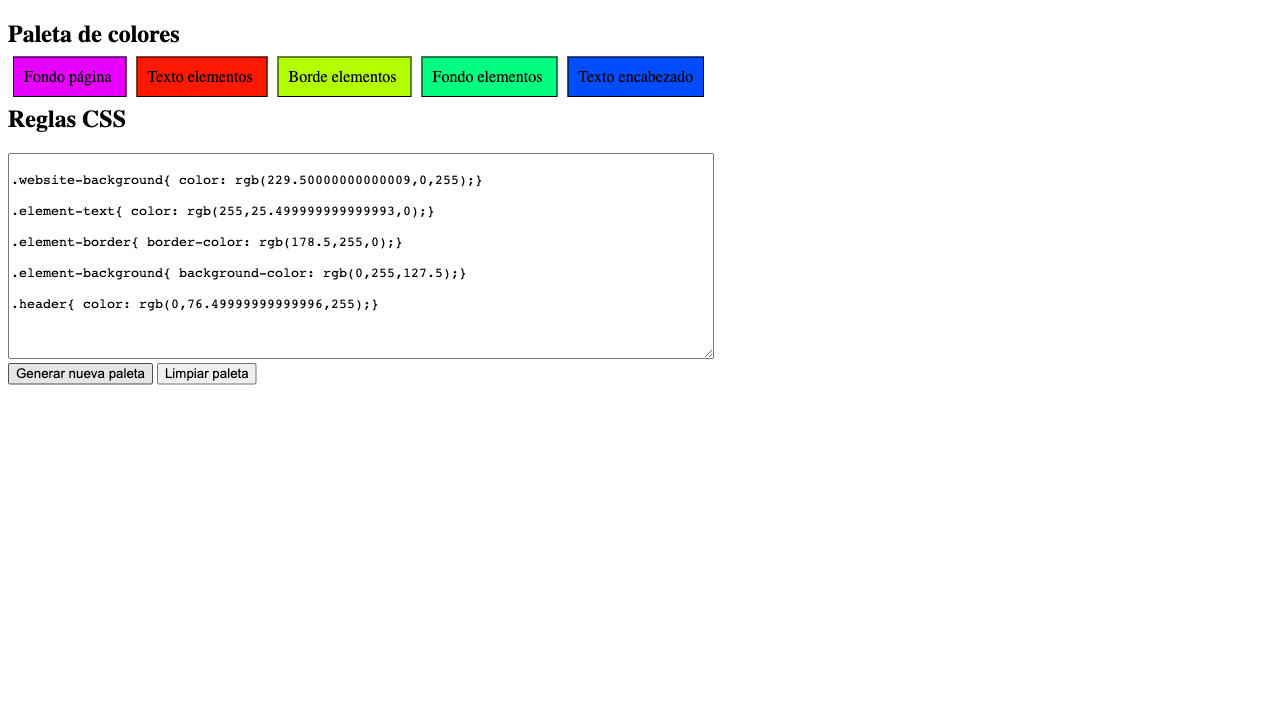 Paleta de colores
Fondo página Texto elementos Borde elementos Fondo elementos Texto encabezado
Reglas CSS
.website-background{ color: rgb(229.50000000000009,0,255);}
.element-text{ color: rgb(255,25.499999999999993,0);}
.element-border{ border-color: rgb(178.5,255,0);}
.element-background{ background-color: rgb(0,255,127.5);}
.header{ color: rgb(0,76.49999999999996,255);}
Generar nueva paleta Limpiar paleta